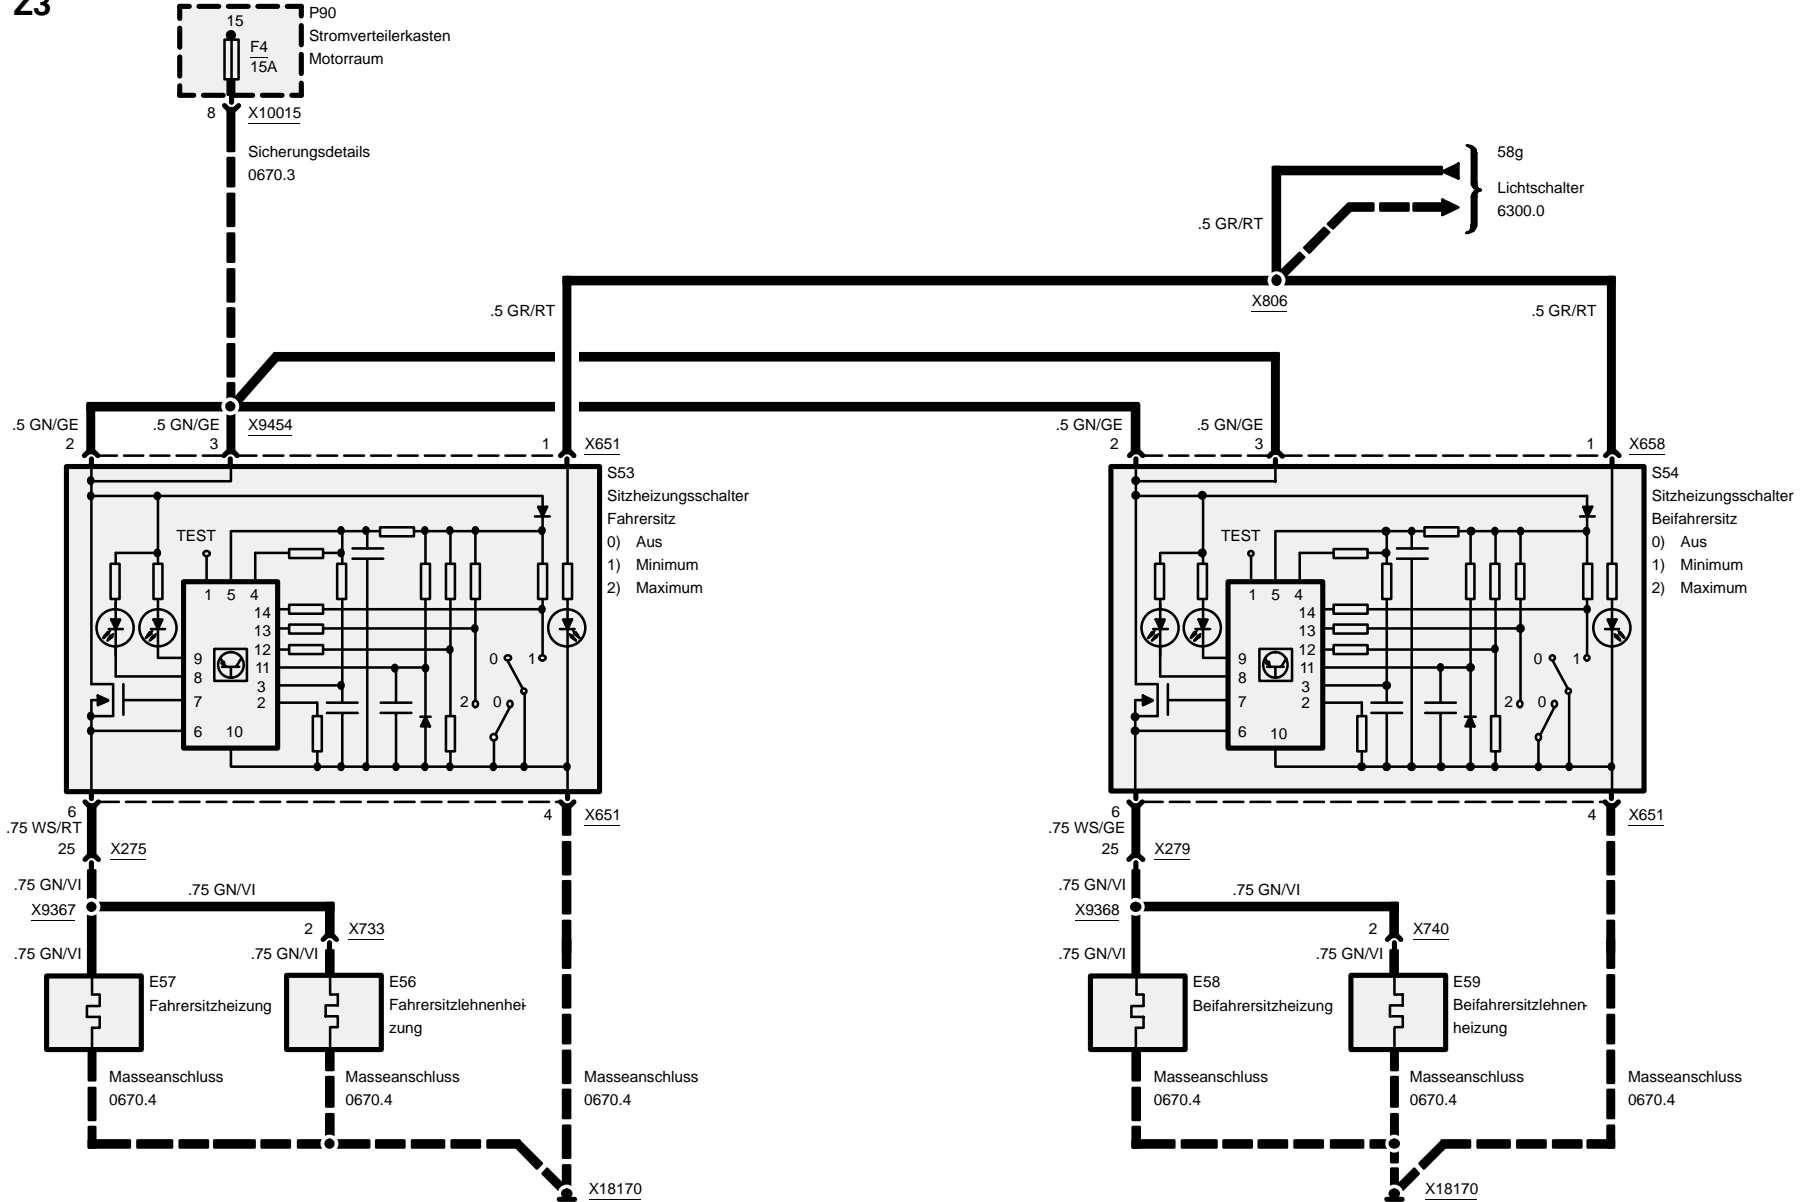 Z3
15
F4
15A
P90
Stromverteilerkasten
Motorraum
8
X10015
Sicherungsdetails
0670.3
58g
Lichtschalter
6300.0
.5 GR/RT
X806
.5 GR/RT
.5 GR/RT
.5 GN/GE
.5 GN/GE
X9454
2
3
1
X651
.5 GN/GE
.5 GN/GE
2
3
1
X658
S53
Sitzheizungsschalter
Fahrersitz
0) Aus
1) Minimum
2) Maximum
TEST
1 5 4
14
13
12
11
3
2
9
8
7
6
10
0
1
2
0
S54
Sitzheizungsschalter
Beifahrersitz
0) Aus
1) Minimum
2) Maximum
TEST
1 5 4
14
13
12
11
3
2
9
8
7
6
10
0
1
2
0
6
.75 WS/RT
4
X651
25
X275
.75 GN/VI
.75 GN/VI
X9367
2
X733
.75 GN/VI
.75 GN/VI
E57
Fahrersitzheizung
E56
Fahrersitzlehnenhei-
zung
Masseanschluss
0670.4
Masseanschluss
0670.4
Masseanschluss
0670.4
X18170
6
.75 WS/GE
4
X651
25
X279
.75 GN/VI
.75 GN/VI
X9368
2
X740
.75 GN/VI
.75 GN/VI
E58
Beifahrersitzheizung
E59
Beifahrersitzlehnen-
heizung
Masseanschluss
0670.4
Masseanschluss
0670.4
Masseanschluss
0670.4
X18170